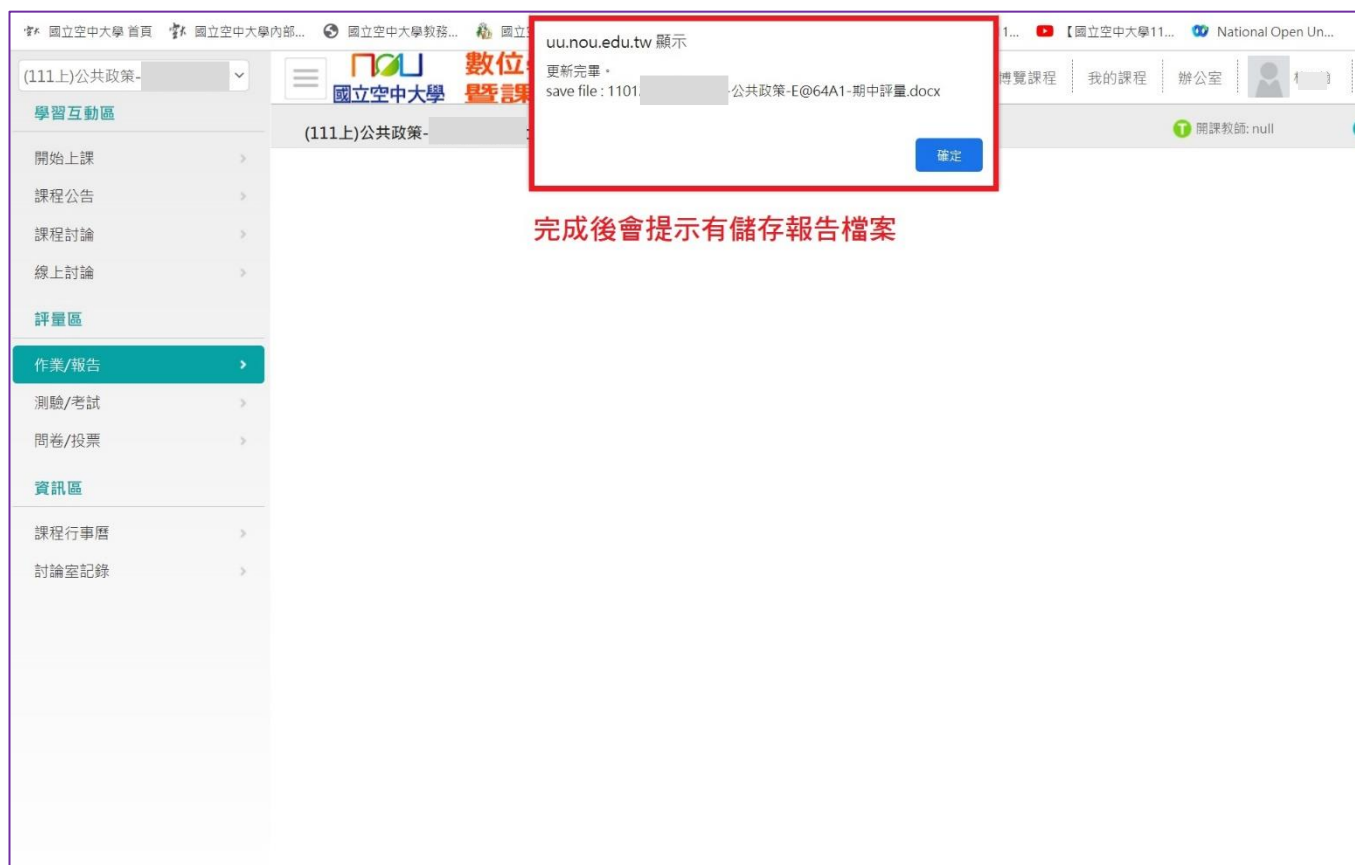 國立空中大學 首頁 國立空中大學內部... 國立空中大學教務... 國立 1... 【國立空中大學11... National Open Un...
uu.nou.edu.tw 顯示
更新完畢。
save file : 1101. -公共政策-E@64A1-期中評量.docx
確定
(111上)公共政策-
nou
國立空中大學
數位
暨課
博覽課程 我的課程 辦公室
(111上)公共政策-
開課教師: null
完成後會提示有儲存報告檔案
學習互動區
開始上課
課程公告
課程討論
線上討論
評量區
作業/報告
測驗/考試
問卷/投票
資訊區
課程行事曆
討論室記錄